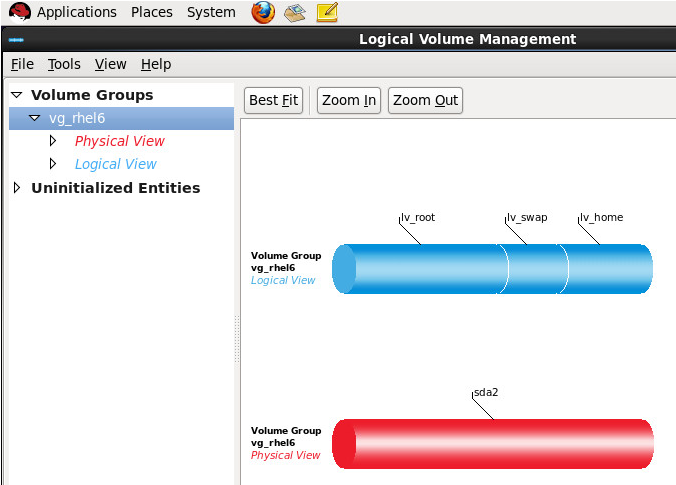 Applications Places System
Logical Volume Management
File Tools View Help
Volume Groups
vg_rhel6
Physical View
Logical View
Uninitialized Entities
Best Fit Zoom In Zoom Out
lv_root lv_swap lv_home
Volume Group
vg_rhel6
Logical View
sda2
Volume Group
vg_rhel6
Physical View